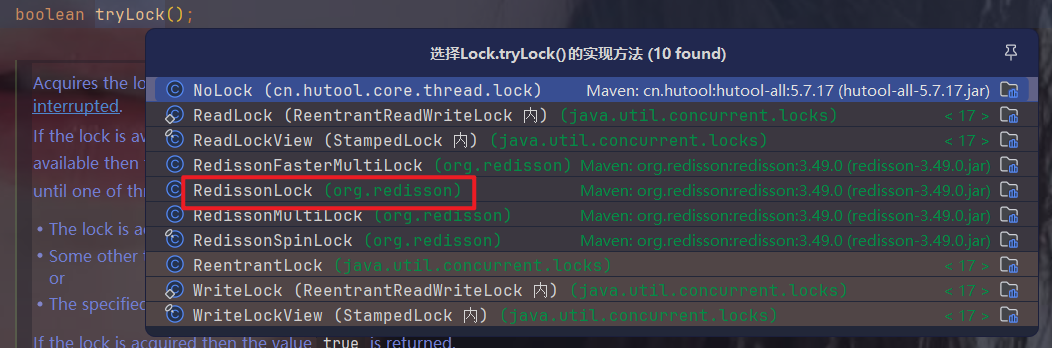 boolean tryLock();
选择Lock.tryLock()的实现方法 (10 found)
Acquires the lo
interrupted.
If the lock is av
available then
until one of thr
• The lock is a
• Some other t
or
• The specified
If the lock is acquired then the value true is returned.
NoLock (cn.hutool.core.thread.lock) Maven: cn.hutool:hutool-all:5.7.17 (hutool-all-5.7.17.jar)
ReadLock (ReentrantReadWriteLock 内) (java.util.concurrent.locks) < 17 >
ReadLockView (StampedLock 内) (java.util.concurrent.locks) < 17 >
RedissonFasterMultiLock (org.redisson) Maven: org.redisson:redisson:3.49.0 (redisson-3.49.0.jar)
RedissonLock (org.redisson) Maven: org.redisson:redisson:3.49.0 (redisson-3.49.0.jar)
RedissonMultiLock (org.redisson) Maven: org.redisson:redisson:3.49.0 (redisson-3.49.0.jar)
RedissonSpinLock (org.redisson) Maven: org.redisson:redisson:3.49.0 (redisson-3.49.0.jar)
ReentrantLock (java.util.concurrent.locks) < 17 >
WriteLock (ReentrantReadWriteLock 内) (java.util.concurrent.locks) < 17 >
WriteLockView (StampedLock 内) (java.util.concurrent.locks) < 17 >